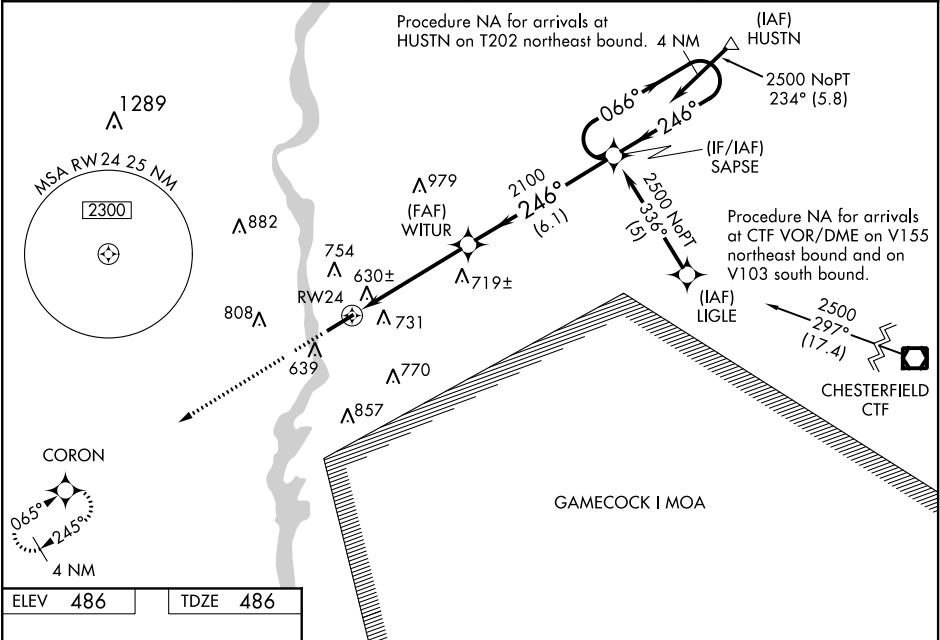 Procedure NA for arrivals at
HUSTN on T202 northeast bound.
4 NM
(IAF)
HUSTN
2500 NoPT
234° (5.8)
1289
MSA RW 24 25 NM
2300
066°
246°
(IF/IAF)
SAPSE
979
2100
246°
(6.1)
(FAF)
WITUR
2500 NoPT
336°
(5)
882
754
630±
719±
Procedure NA for arrivals
at CTF VOR/DME on V155
northeast bound and on
V103 south bound.
RW24
808
731
(IAF)
LIGLE
2500
297°
(17.4)
639
770
CHESTERFIELD
CTF
857
CORON
065°
245°
4 NM
GAMECOCK I MOA
ELEV 486
TDZE 486